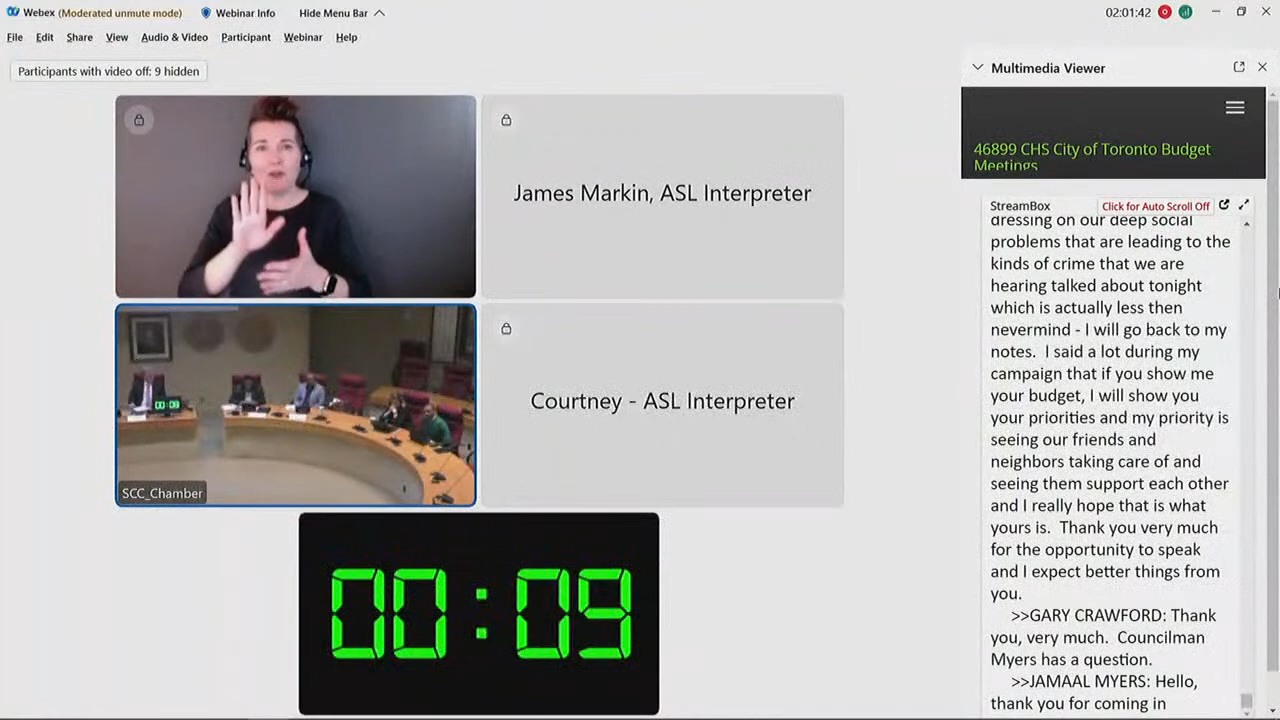 Webex (Moderated unmute mode) Webinar Info Hide Menu Bar 02:01:42
File Edit Share View Audio & Video Participant Webinar Help
Participants with video off: 9 hidden
Multimedia Viewer
46899 CHS City of Toronto Budget
Meetings
James Markin, ASL Interpreter
StreamBox Click for Auto Scroll Off
dressing on our deep social
problems that are leading to the
kinds of crime that we are
hearing talked about tonight
which is actually less then
nevermind - I will go back to my
notes. I said a lot during my
campaign that if you show me
your budget, I will show you
your priorities and my priority is
seeing our friends and
neighbors taking care of and
seeing them support each other
and I really hope that is what
yours is. Thank you very much
for the opportunity to speak
and I expect better things from
you.
>>GARY CRAWFORD: Thank
you, very much. Councilman
Myers has a question.
>>JAMAAL MYERS: Hello,
thank you for coming in
00:09
SCC_Chamber
Courtney - ASL Interpreter
00:09